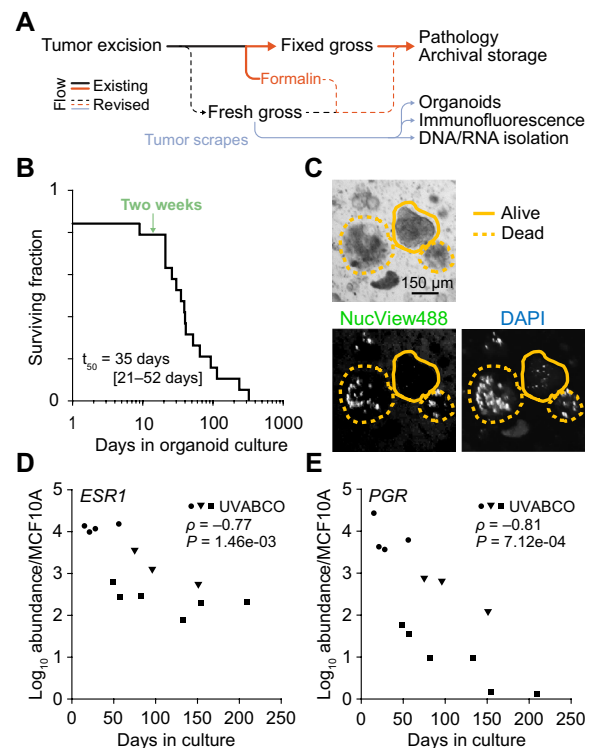 A
Tumor excision
Fixed gross
Pathology
Archival storage
Formalin
Flow
Existing
Revised
Fresh gross
Organoids
Immunofluorescence
DNA/RNA isolation
Tumor scrapes
B
1
Two weeks
Surviving fraction
t50 = 35 days
[21–52 days]
0
1 10 100 1000
Days in organoid culture
C
Alive
Dead
150 µm
NucView488
DAPI
D
ESR1
UVABCO
ρ = –0.77
P = 1.46e-03
Log10 abundance/MCF10A
5
4
3
2
1
0
0 50 100 150 200 250
Days in culture
E
PGR
UVABCO
ρ = –0.81
P = 7.12e-04
Log10 abundance/MCF10A
5
4
3
2
1
0
0 50 100 150 200 250
Days in culture